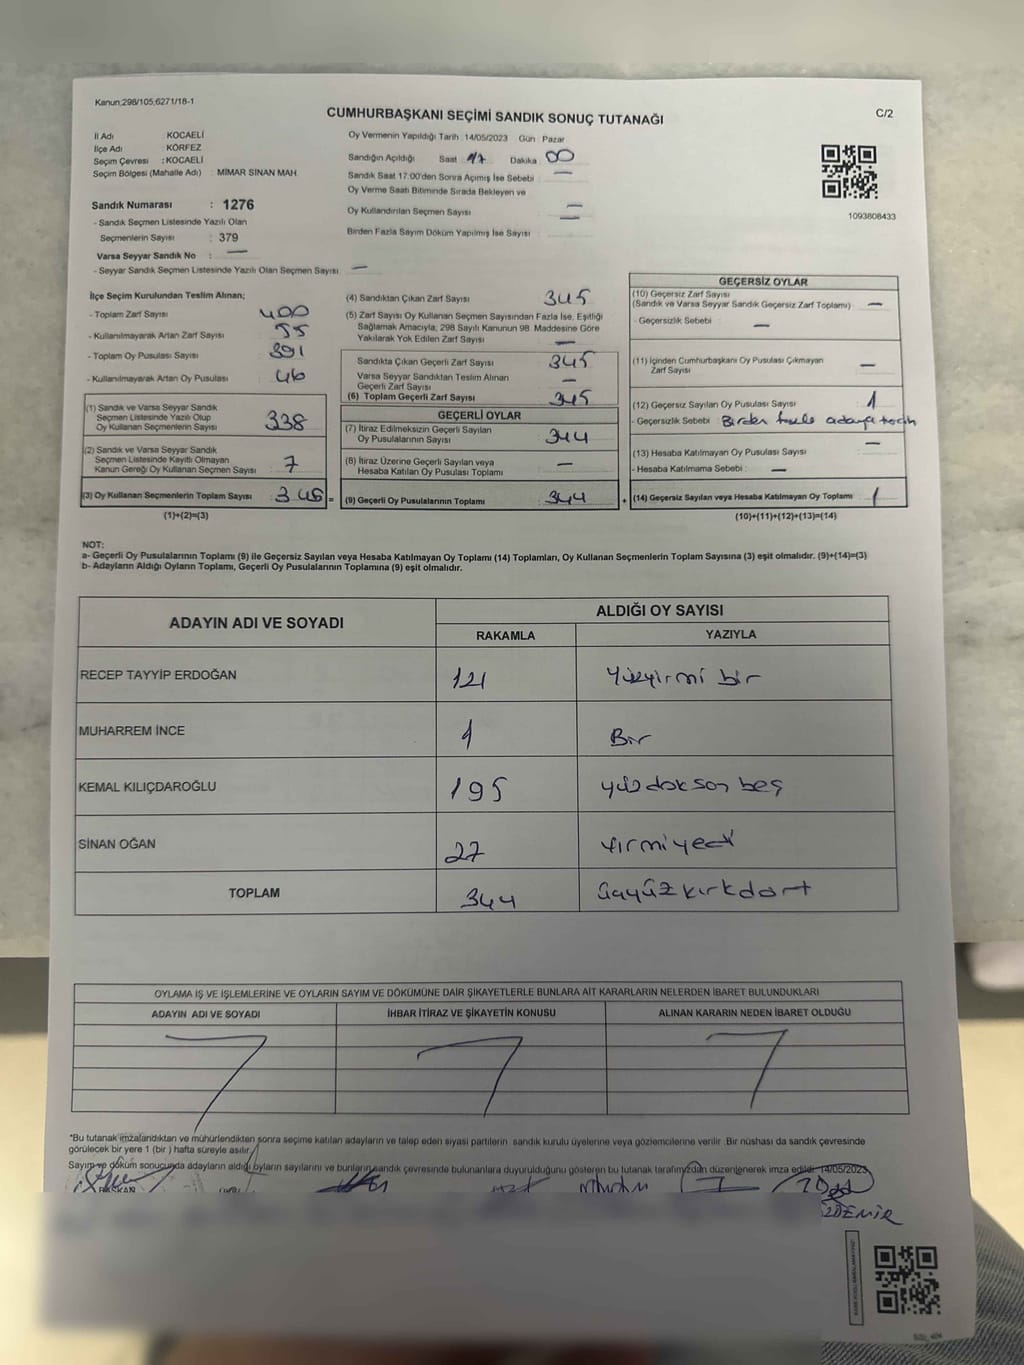 Kanun;298/105,6271/18-1
CUMHURBAŞKANI SEÇİMİ SANDIK SONUÇ TUTANAĞI
C/2
İl Adı : KOCAELİ
İlçe Adı : KÖRFEZ
Seçim Çevresi : KOCAELİ
Seçim Bölgesi (Mahalle Adı) : MİMAR SİNAN MAH.
Oy Vermenin Yapıldığı Tarih : 14/05/2023 Gün : Pazar
Sandığın Açıldığı Saat 17 Dakika 00
Sandık Saat 17:00'den Sonra Açımış İse Sebebi : —
Oy Verme Saati Bitiminde Sırada Bekleyen ve
Oy Kullandırılan Seçmen Sayısı : —
Birden Fazla Sayım Döküm Yapılmış İse Sayısı : —
1093808433
Sandık Numarası : 1276
- Sandık Seçmen Listesinde Yazılı Olan
Seçmenlerin Sayısı : 379
Varsa Seyyar Sandık No : —
- Seyyar Sandık Seçmen Listesinde Yazılı Olan Seçmen Sayısı : —
İlçe Seçim Kurulundan Teslim Alınan;
- Toplam Zarf Sayısı : 400
- Kullanılmayarak Artan Zarf Sayısı : 55
- Toplam Oy Pusulası Sayısı : 391
- Kullanılmayarak Artan Oy Pusulası : 46
(1) Sandık ve Varsa Seyyar Sandık
Seçmen Listesinde Yazılı Olup
Oy Kullanan Seçmenlerin Sayısı 338
(2) Sandık ve Varsa Seyyar Sandık
Seçmen Listesinde Kayıtlı Olmayan
Kanun Gereği Oy Kullanan Seçmen Sayısı 7
(3) Oy Kullanan Seçmenlerin Toplam Sayısı 345 =
(1)+(2)=(3)
(4) Sandıktan Çıkan Zarf Sayısı 345
(5) Zarf Sayısı Oy Kullanan Seçmen Sayısından Fazla İse, Eşitliği
Sağlamak Amacıyla, 298 Sayılı Kanunun 98. Maddesine Göre
Yakılarak Yok Edilen Zarf Sayısı —
Sandıkta Çıkan Geçerli Zarf Sayısı 345
Varsa Seyyar Sandıktan Teslim Alınan
Geçerli Zarf Sayısı —
(6) Toplam Geçerli Zarf Sayısı 345
GEÇERLİ OYLAR
(7) İtiraz Edilmeksizin Geçerli Sayılan
Oy Pusulalarının Sayısı 344
(8) İtiraz Üzerine Geçerli Sayılan veya
Hesaba Katılan Oy Pusulası Toplamı —
(9) Geçerli Oy Pusulalarının Toplamı 344 +
GEÇERSİZ OYLAR
(10) Geçersiz Zarf Sayısı
(Sandık ve Varsa Seyyar Sandık Geçersiz Zarf Toplamı) —
- Geçersizlik Sebebi : —
(11) İçinden Cumhurbaşkanı Oy Pusulası Çıkmayan
Zarf Sayısı —
(12) Geçersiz Sayılan Oy Pusulası Sayısı 1
- Geçersizlik Sebebi : Birden fazla adaya
(13) Hesaba Katılmayan Oy Pusulası Sayısı —
- Hesaba Katılmama Sebebi : —
(14) Geçersiz Sayılan veya Hesaba Katılmayan Oy Toplamı 1
(10)+(11)+(12)+(13)=(14)
NOT:
a- Geçerli Oy Pusulalarının Toplamı (9) ile Geçersiz Sayılan veya Hesaba Katılmayan Oy Toplamı (14) Toplamları, Oy Kullanan Seçmenlerin Toplam Sayısına (3) eşit olmalıdır. (9)+(14)=(3)
b- Adayların Aldığı Oyların Toplamı, Geçerli Oy Pusulalarının Toplamına (9) eşit olmalıdır.
ADAYIN ADI VE SOYADI
ALDIĞI OY SAYISI
RAKAMLA YAZIYLA
RECEP TAYYİP ERDOĞAN 121 Yüzyirmi bir
MUHARREM İNCE 1 Bir
KEMAL KILIÇDAROĞLU 195 yüzdoksan beş
SİNAN OĞAN 27 Yirmiyedi
TOPLAM 344 üçyüzkırkdört
OYLAMA İŞ VE İŞLEMLERİNE VE OYLARIN SAYIM VE DÖKÜMÜNE DAİR ŞİKAYETLERLE BUNLARA AİT KARARLARIN NELERDEN İBARET BULUNDUKLARI
ADAYIN ADI VE SOYADI İHBAR İTİRAZ VE ŞİKAYETİN KONUSU ALINAN KARARIN NEDEN İBARET OLDUĞU
*Bu tutanak imzalandıktan ve mühürlendikten sonra seçime katılan adayların ve talep eden siyasi partilerin sandık kurulu üyelerine veya gözlemcilerine verilir .Bir nüshası da sandık çevresinde
görülecek bir yere 1 (bir ) hafta süreyle asılır.
Sayım ve döküm sonucunda adayların aldığı oyların sayılarını ve bunların sandık çevresinde bulunanlara duyurulduğunu gösteren bu tutanak tarafımızdan düzenlenerek imza edildi. 14/05/2023
BAŞKAN